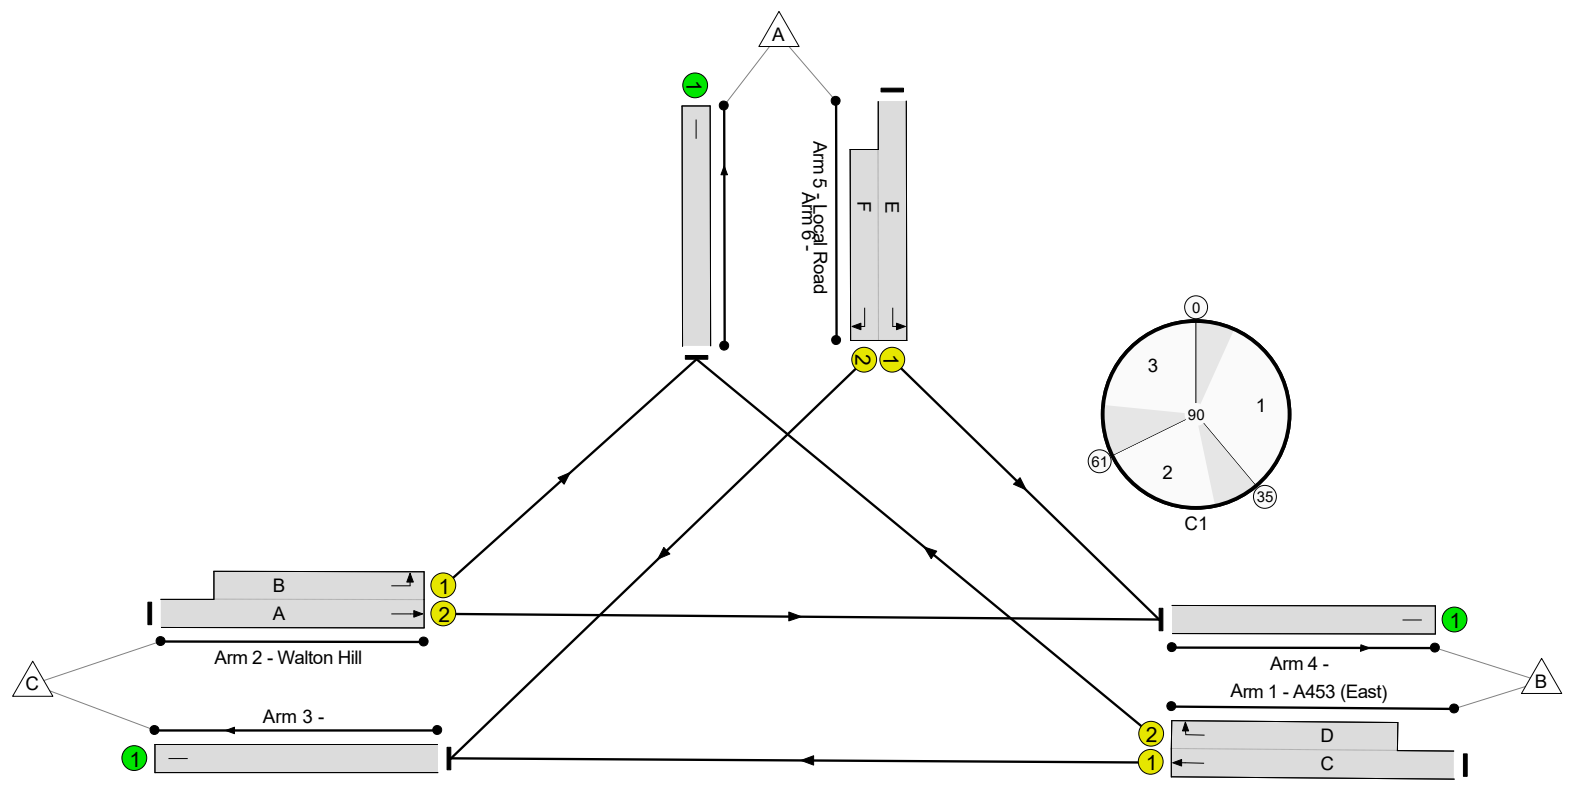 A
1
Arm 5 - Local Road
Arm 6 -
F
E
2
1
0
3
1
90
61
2
35
C1
B
1
A
2
Arm 2 - Walton Hill
C
Arm 3 -
1
1
Arm 4 -
B
Arm 1 - A453 (East)
2
D
1
C